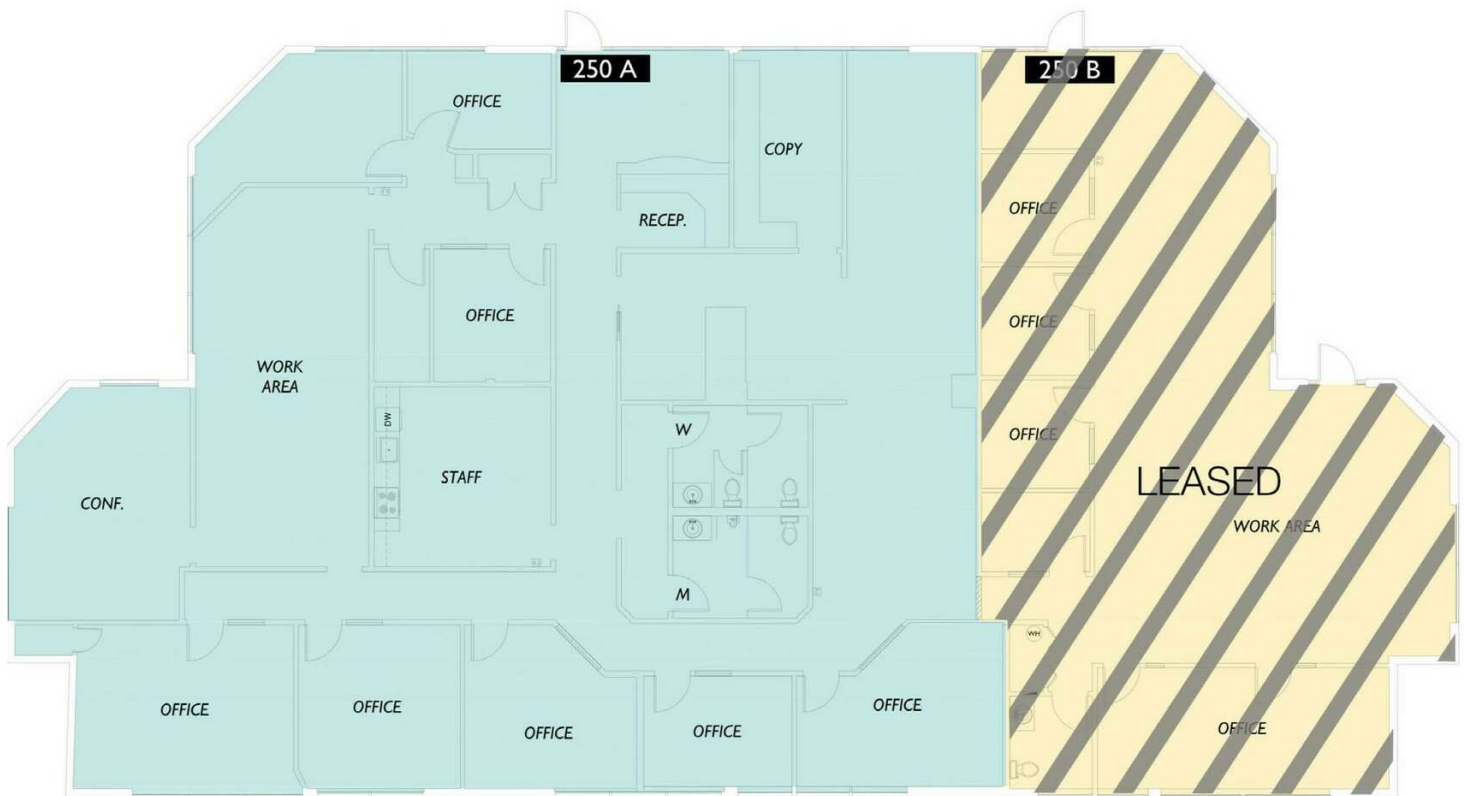 250 A
250 B
OFFICE
COPY
OFFICE
RECEP.
OFFICE
OFFICE
WORK
AREA
DW
W
OFFICE
CONF.
STAFF
LEASED
WORK AREA
M
WH
OFFICE
OFFICE
OFFICE
OFFICE
OFFICE
OFFICE